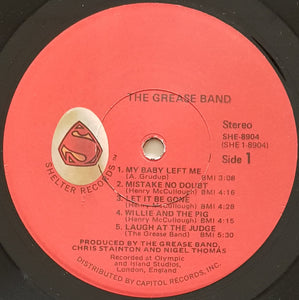 THE GREASE BAND
Stereo
SHE-8904
(SHE 1-8904)
Side 1
SHELTER RECORDS
1. MY BABY LEFT ME
(A. Grudup) BMI 3:08
2. MISTAKE NO DOUBT
(Henry McCullough) BMI 4:16
3. LET IT BE GONE
(Henry McCullough) BMI 4:23
4. WILLIE AND THE PIG
(Henry McCullough) BMI 4:15
5. LAUGH AT THE JUDGE
(The Grease Band) BMI 5:30
PRODUCED BY THE GREASE BAND,
CHRIS STAINTON AND NIGEL THOMAS
Recorded at Olympic
and Island Studios,
London, England
DISTRIBUTED BY CAPITOL RECORDS, INC.